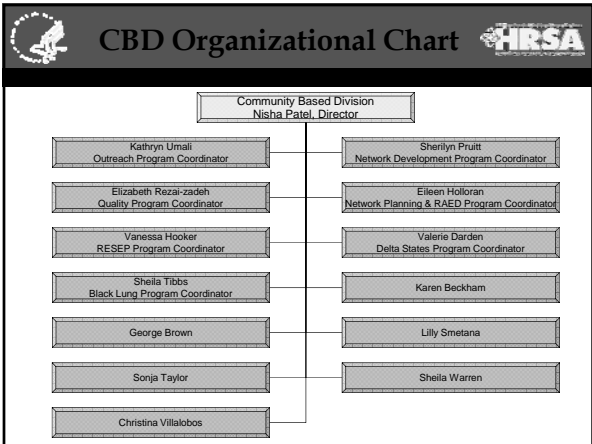 CBD Organizational Chart
HRSA
Community Based Division
Nisha Patel, Director
Kathryn Umali
Outreach Program Coordinator
Sherilyn Pruitt
Network Development Program Coordinator
Elizabeth Rezai-zadeh
Quality Program Coordinator
Eileen Holloran
Network Planning & RAED Program Coordinator
Vanessa Hooker
RESEP Program Coordinator
Valerie Darden
Delta States Program Coordinator
Sheila Tibbs
Black Lung Program Coordinator
Karen Beckham
George Brown
Lilly Smetana
Sonja Taylor
Sheila Warren
Christina Villalobos